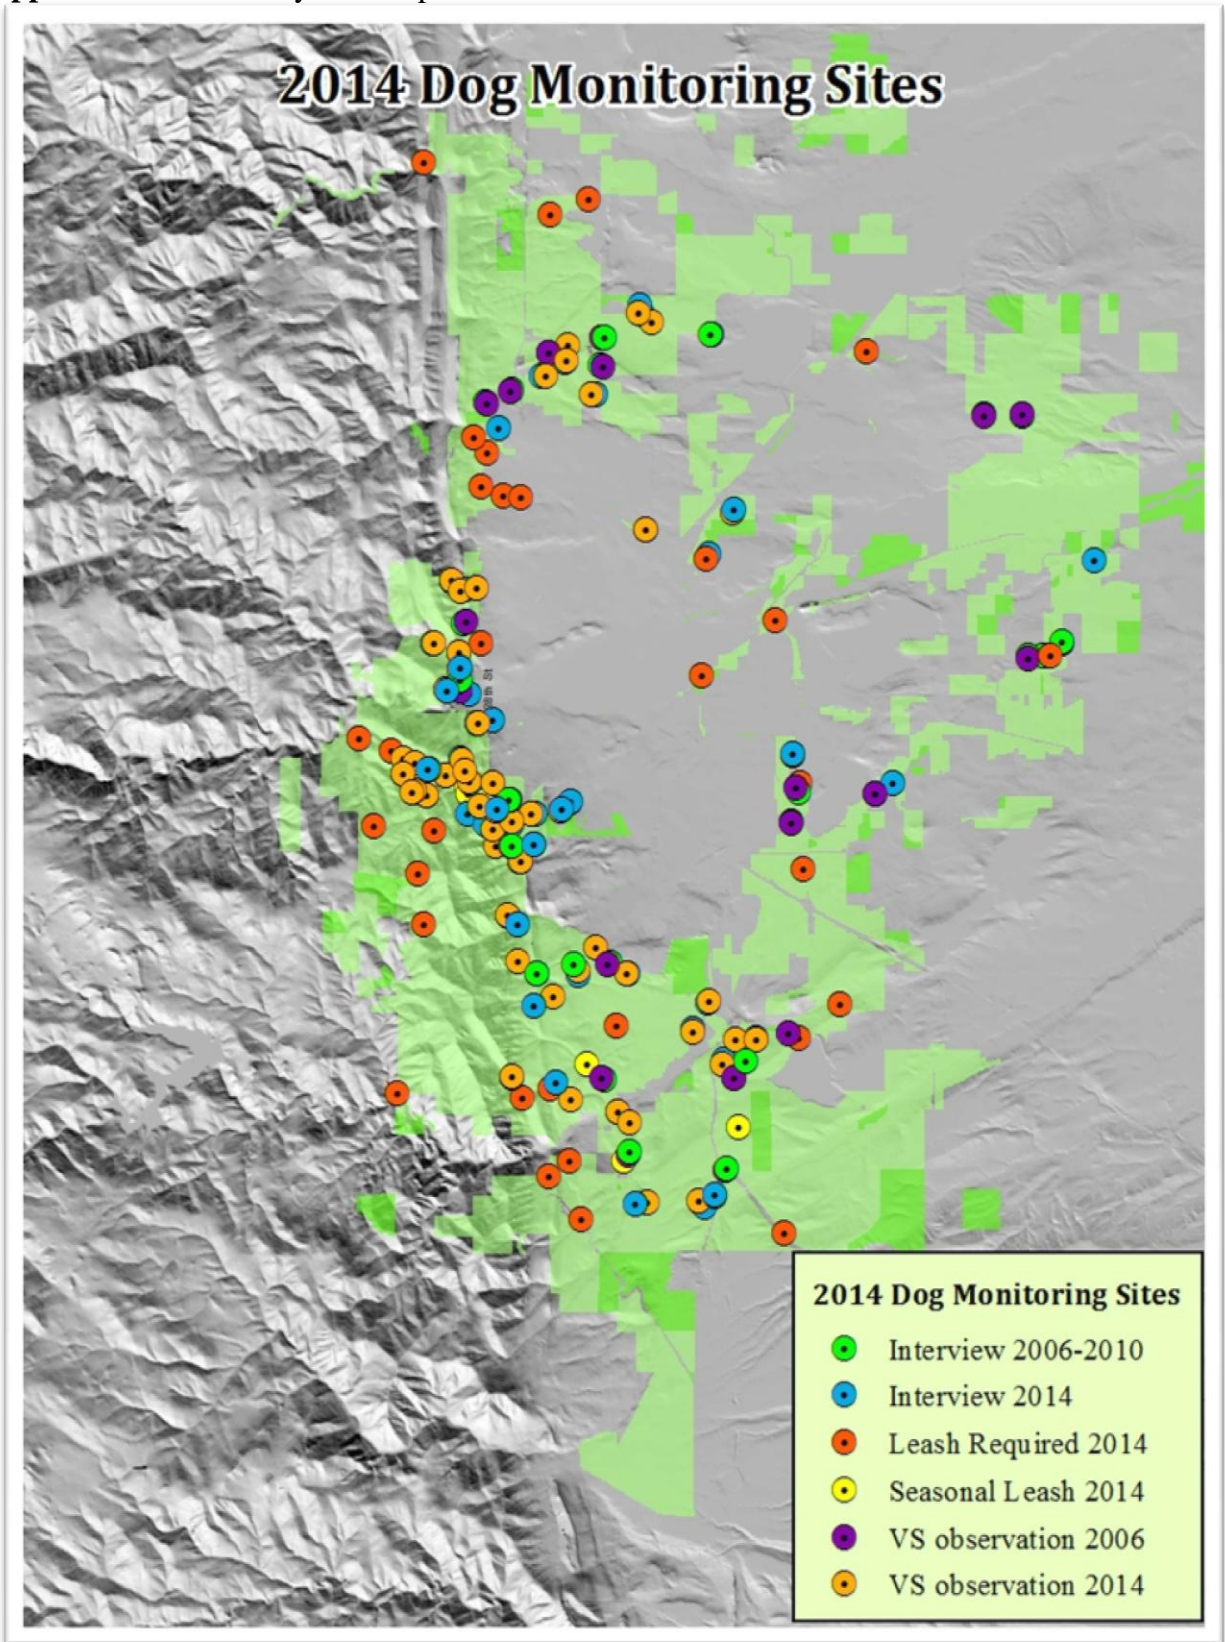 2014 Dog Monitoring Sites
2014 Dog Monitoring Sites
Interview 2006-2010
Interview 2014
Leash Required 2014
Seasonal Leash 2014
VS observation 2006
VS observation 2014